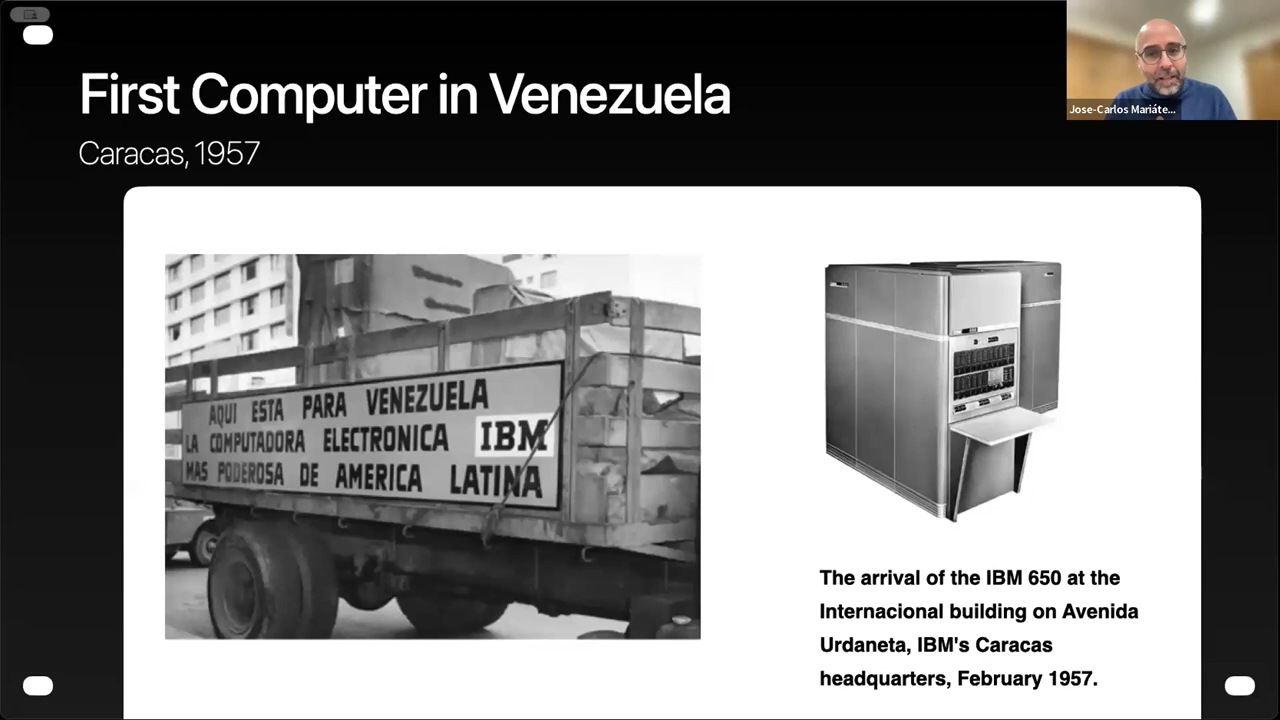 First Computer in Venezuela
Caracas, 1957
Jose-Carlos Mariáte...
AQUI ESTA PARA VENEZUELA
LA COMPUTADORA ELECTRONICA IBM
MAS PODEROSA DE AMERICA LATINA
The arrival of the IBM 650 at the
Internacional building on Avenida
Urdaneta, IBM's Caracas
headquarters, February 1957.